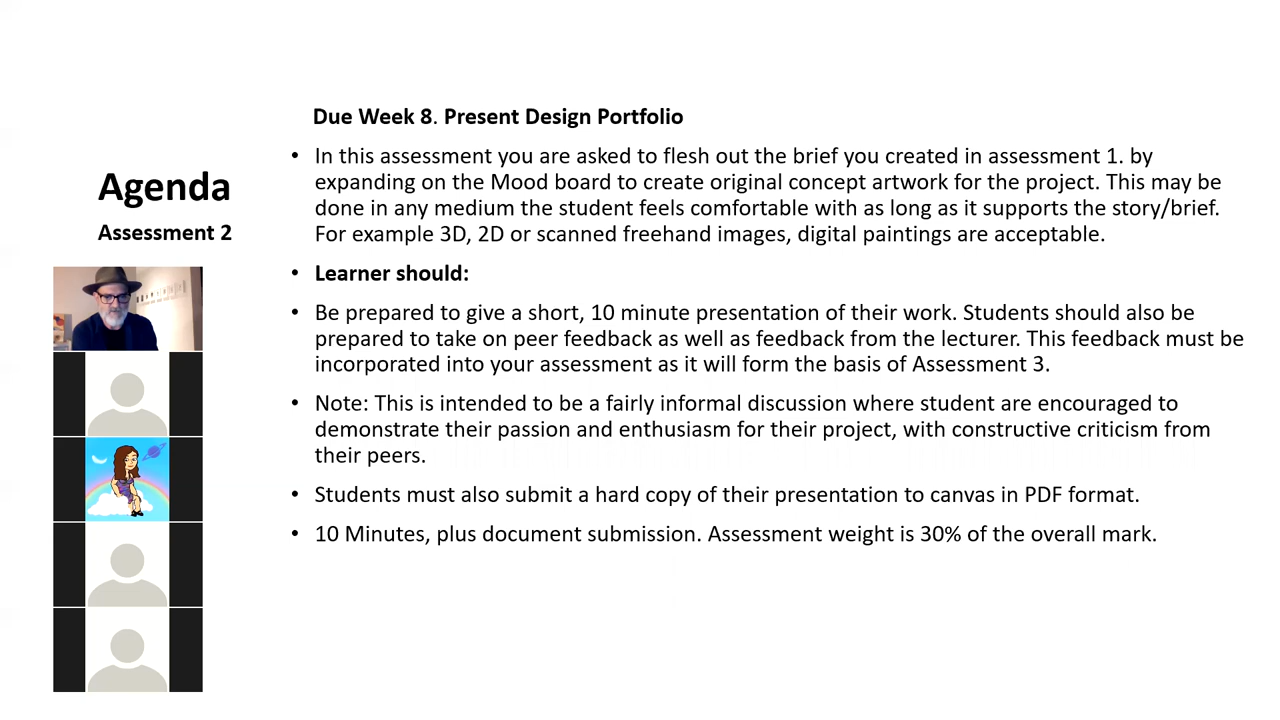 Agenda
Assessment 2
Due Week 8. Present Design Portfolio
• In this assessment you are asked to flesh out the brief you created in assessment 1. by
expanding on the Mood board to create original concept artwork for the project. This may be
done in any medium the student feels comfortable with as long as it supports the story/brief.
For example 3D, 2D or scanned freehand images, digital paintings are acceptable.
• Learner should:
• Be prepared to give a short, 10 minute presentation of their work. Students should also be
prepared to take on peer feedback as well as feedback from the lecturer. This feedback must be
incorporated into your assessment as it will form the basis of Assessment 3.
• Note: This is intended to be a fairly informal discussion where student are encouraged to
demonstrate their passion and enthusiasm for their project, with constructive criticism from
their peers.
• Students must also submit a hard copy of their presentation to canvas in PDF format.
• 10 Minutes, plus document submission. Assessment weight is 30% of the overall mark.